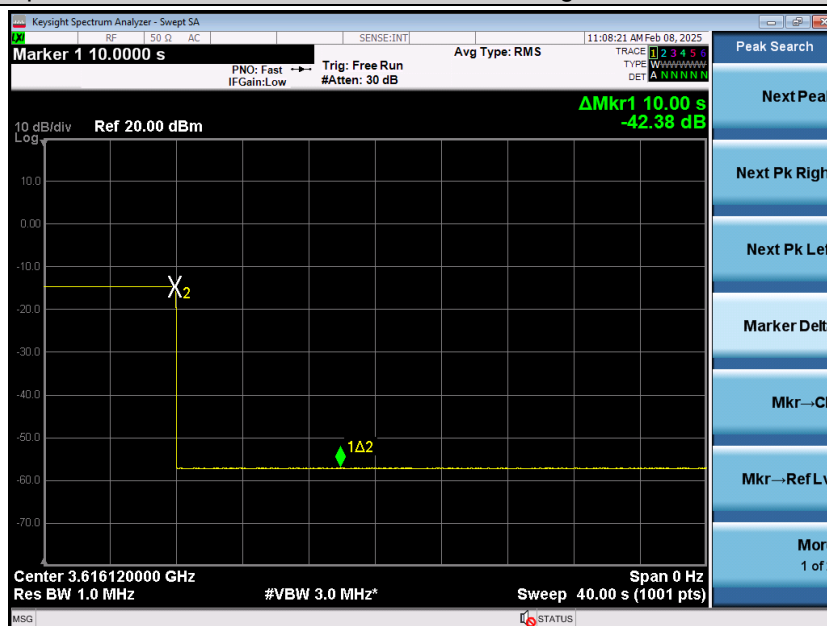 Keysight Spectrum Analyzer - Swept SA
LXI RF 50 Ω AC SENSE:INT 11:08:21 AM Feb 08, 2025
Marker 1 10.0000 s
PNO: Fast
IFGain:Low
Trig: Free Run
#Atten: 30 dB
Avg Type: RMS
TRACE 1 2 3 4 5 6
TYPE WWWWWW
DET A N N N N N
ΔMkr1 10.00 s
-42.38 dB
10 dB/div Ref 20.00 dBm
Log
10.0
0.00
-10.0
-20.0
-30.0
-40.0
-50.0
-60.0
-70.0
2
1Δ2
Center 3.616120000 GHz
Res BW 1.0 MHz
#VBW 3.0 MHz*
Span 0 Hz
Sweep 40.00 s (1001 pts)
MSG
STATUS
Peak Search
Next Pea
Next Pk Righ
Next Pk Lef
Marker Delt
Mkr→C
Mkr→Ref Lv
Mor
1 of